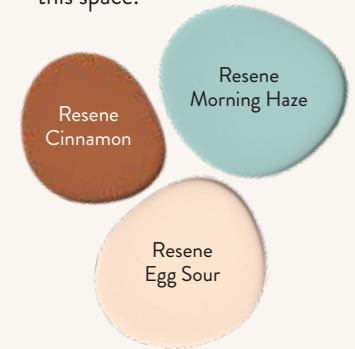 this space.
Resene
Morning Haze
Resene
Cinnamon
Resene
Egg Sour